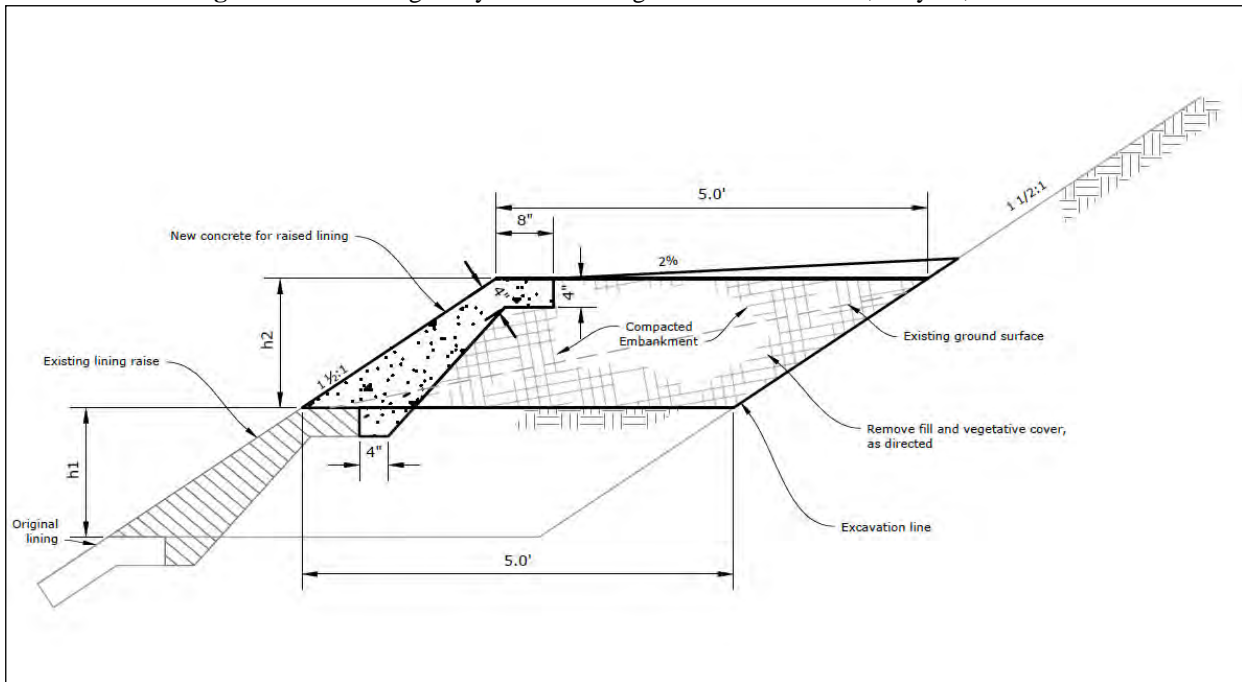 5.0'
1 1/2:1
8"
New concrete for raised lining
2%
4"
4"
h2
Compacted
Embankment
Existing ground surface
Existing lining raise
1½:1
Remove fill and vegetative cover,
as directed
h1
4"
Original
lining
Excavation line
5.0'